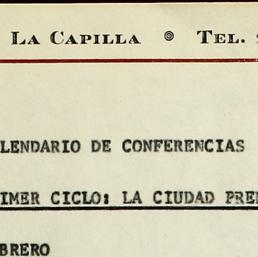 LA CAPILLA ◉ TEL.
LENDARIO DE CONFERENCIAS
IMER CICLO: LA CIUDAD PRE
BRERO